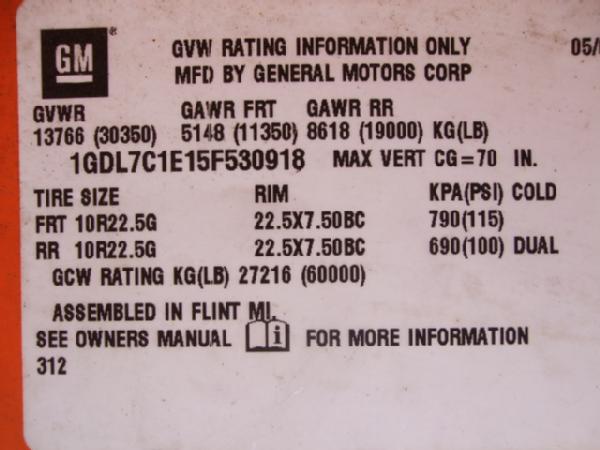 GM ®
GVW RATING INFORMATION ONLY 05/
MFD BY GENERAL MOTORS CORP
GVWR GAWR FRT GAWR RR
13766 (30350) 5148 (11350) 8618 (19000) KG(LB)
1GDL7C1E15F530918 MAX VERT CG=70 IN.
TIRE SIZE RIM KPA(PSI) COLD
FRT 10R22.5G 22.5X7.50BC 790(115)
RR 10R22.5G 22.5X7.50BC 690(100) DUAL
GCW RATING KG(LB) 27216 (60000)
ASSEMBLED IN FLINT MI.
SEE OWNERS MANUAL i FOR MORE INFORMATION
312